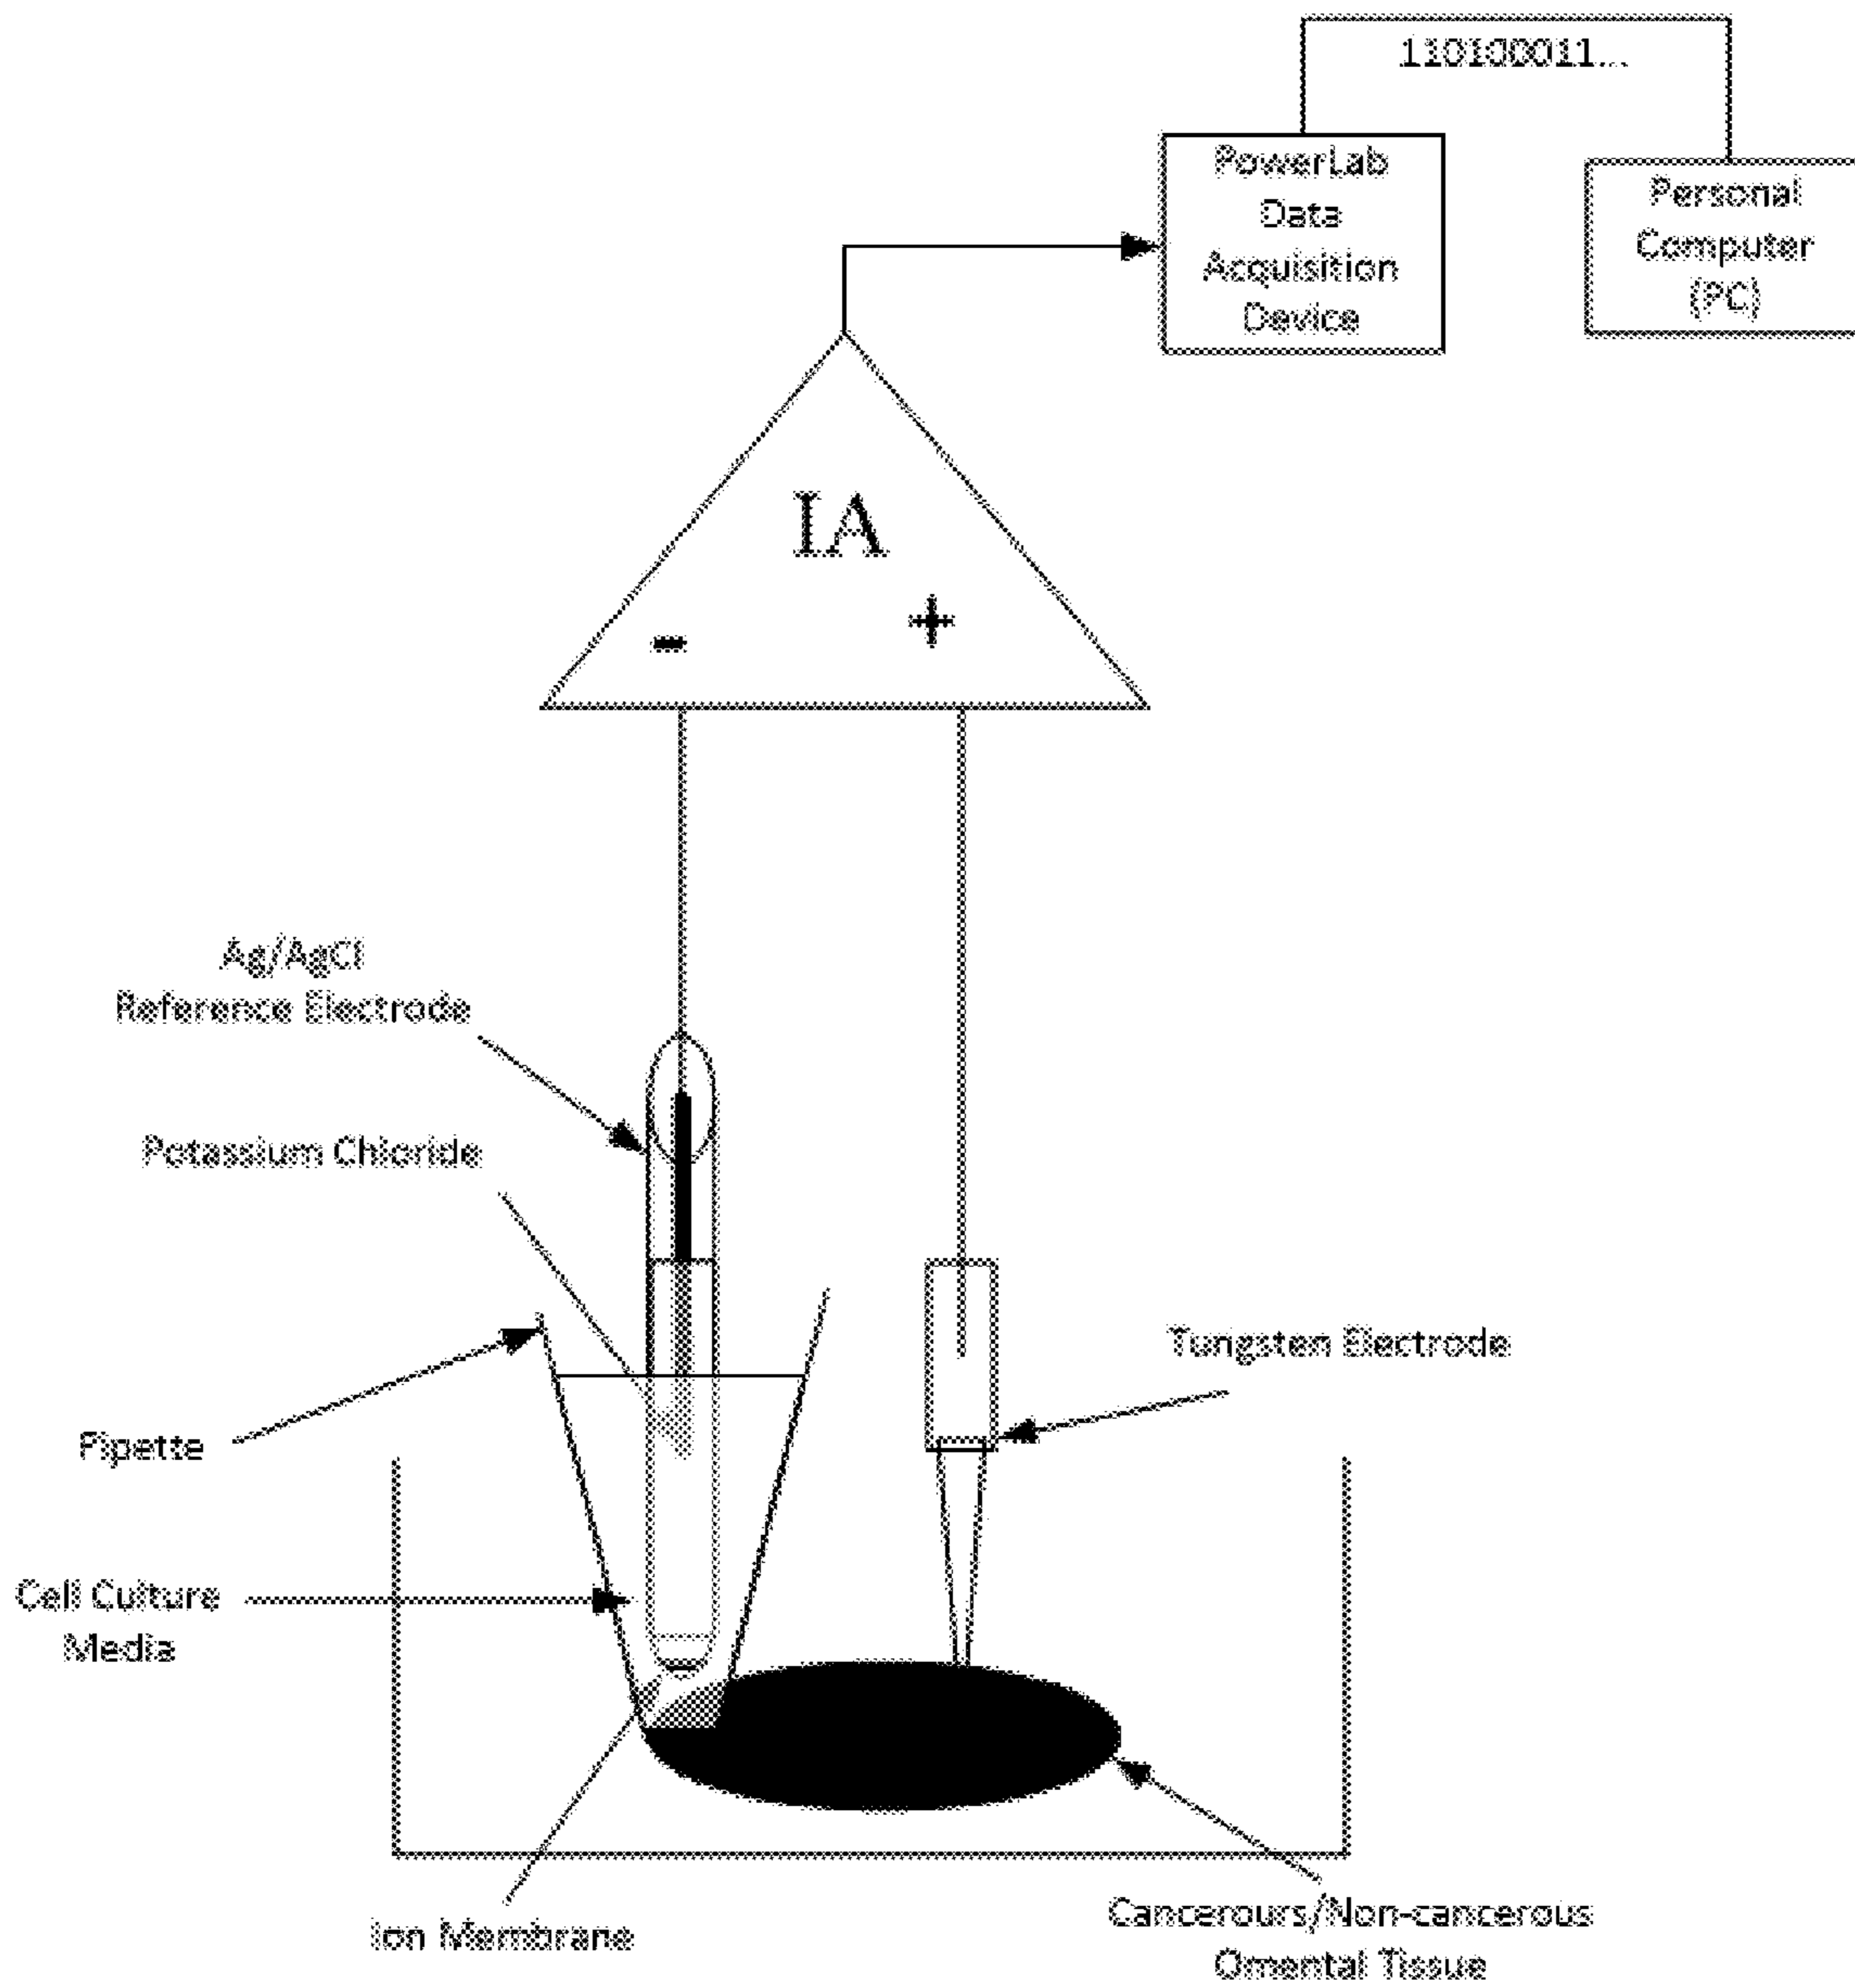 110100011...
PowerLab
Data
Acquisition
Device
Personal
Computer
(PC)
IA
- +
Ag/AgCl
Reference Electrode
Potassium Chloride
Tungsten Electrode
Pipette
Cell Culture
Media
Ion Membrane
Cancerours/Non-cancerous
Omental Tissue